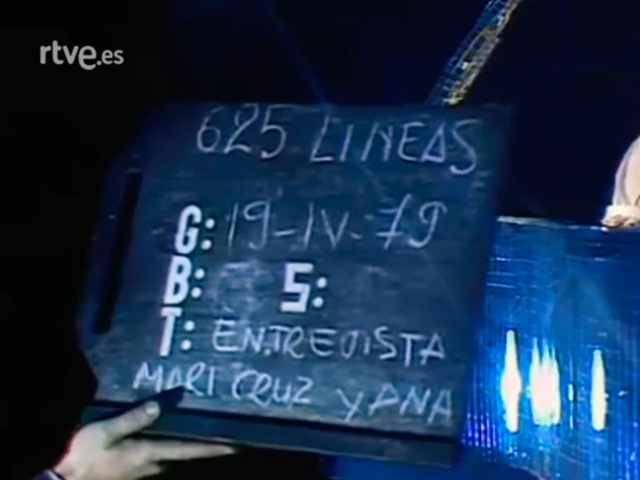 rtve.es
625 LINEAS
G: 19-IV-79
B: S:
T: ENTREVISTA
MARI CRUZ Y ANA